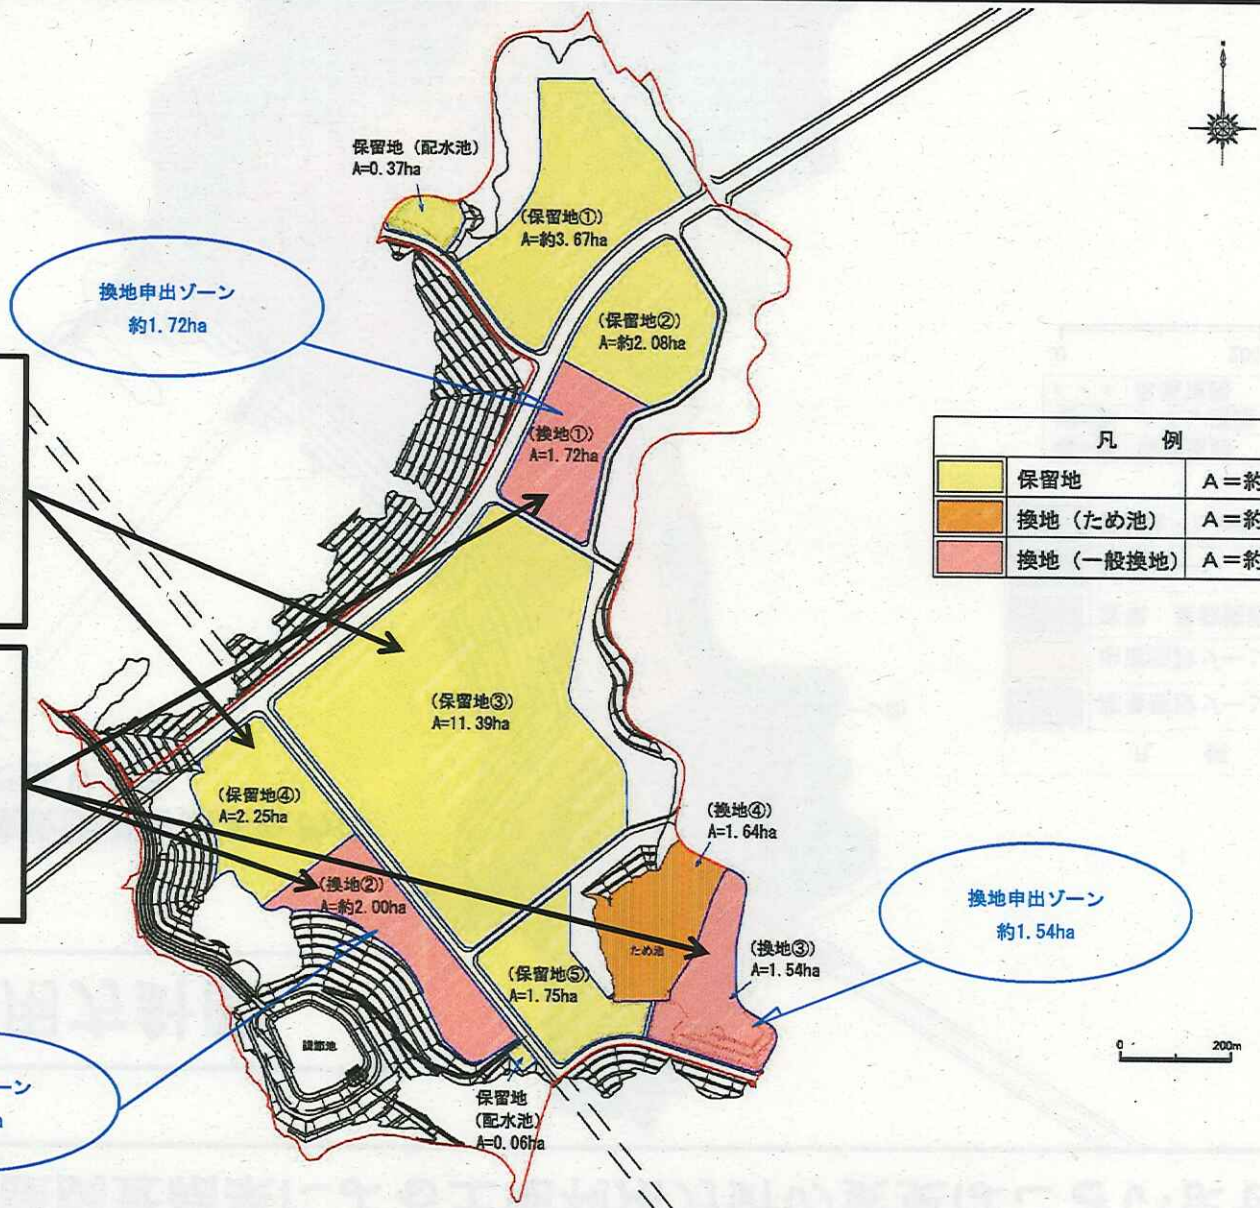 保留地（配水池）
A=0.37ha
（保留地①）
A=約3.67ha
換地申出ゾーン
約1.72ha
（保留地②）
A=約2.08ha
（換地①）
A=1.72ha
凡 例
保留地 A＝約
換地（ため池） A＝約
換地（一般換地） A＝約
（保留地③）
A=11.39ha
（保留地④）
A=2.25ha
（換地④）
A=1.64ha
（換地②）
A=約2.00ha
換地申出ゾーン
約1.54ha
ため池
（換地③）
A=1.54ha
（保留地⑤）
A=1.75ha
調節池
0 200m
ーン
保留地
（配水池）
A=0.06ha